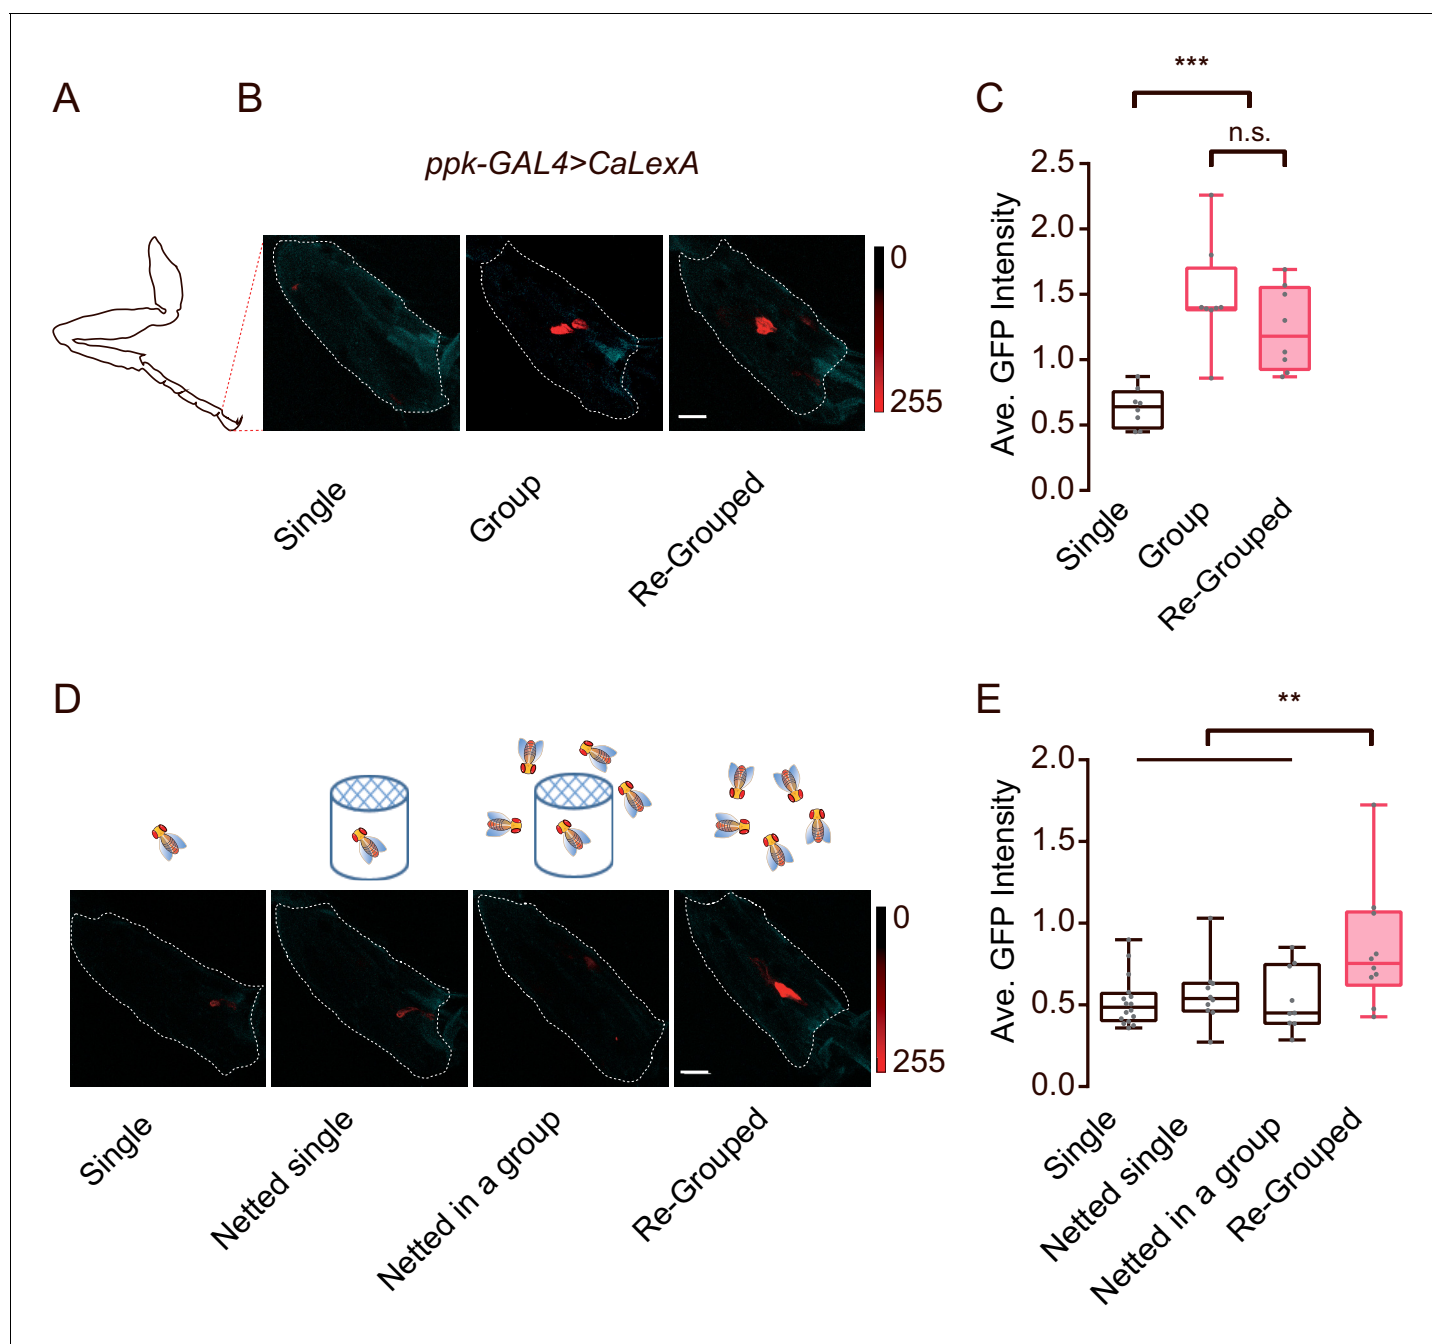 A
B
ppk-GAL4>CaLexA
0
255
Single
Group
Re-Grouped
C
***
n.s.
2.5
2.0
1.5
1.0
0.5
0.0
Ave. GFP Intensity
Single
Group
Re-Grouped
D
0
255
Single
Netted single
Netted in a group
Re-Grouped
E
**
2.0
1.5
1.0
0.5
0.0
Ave. GFP Intensity
Single
Netted single
Netted in a group
Re-Grouped